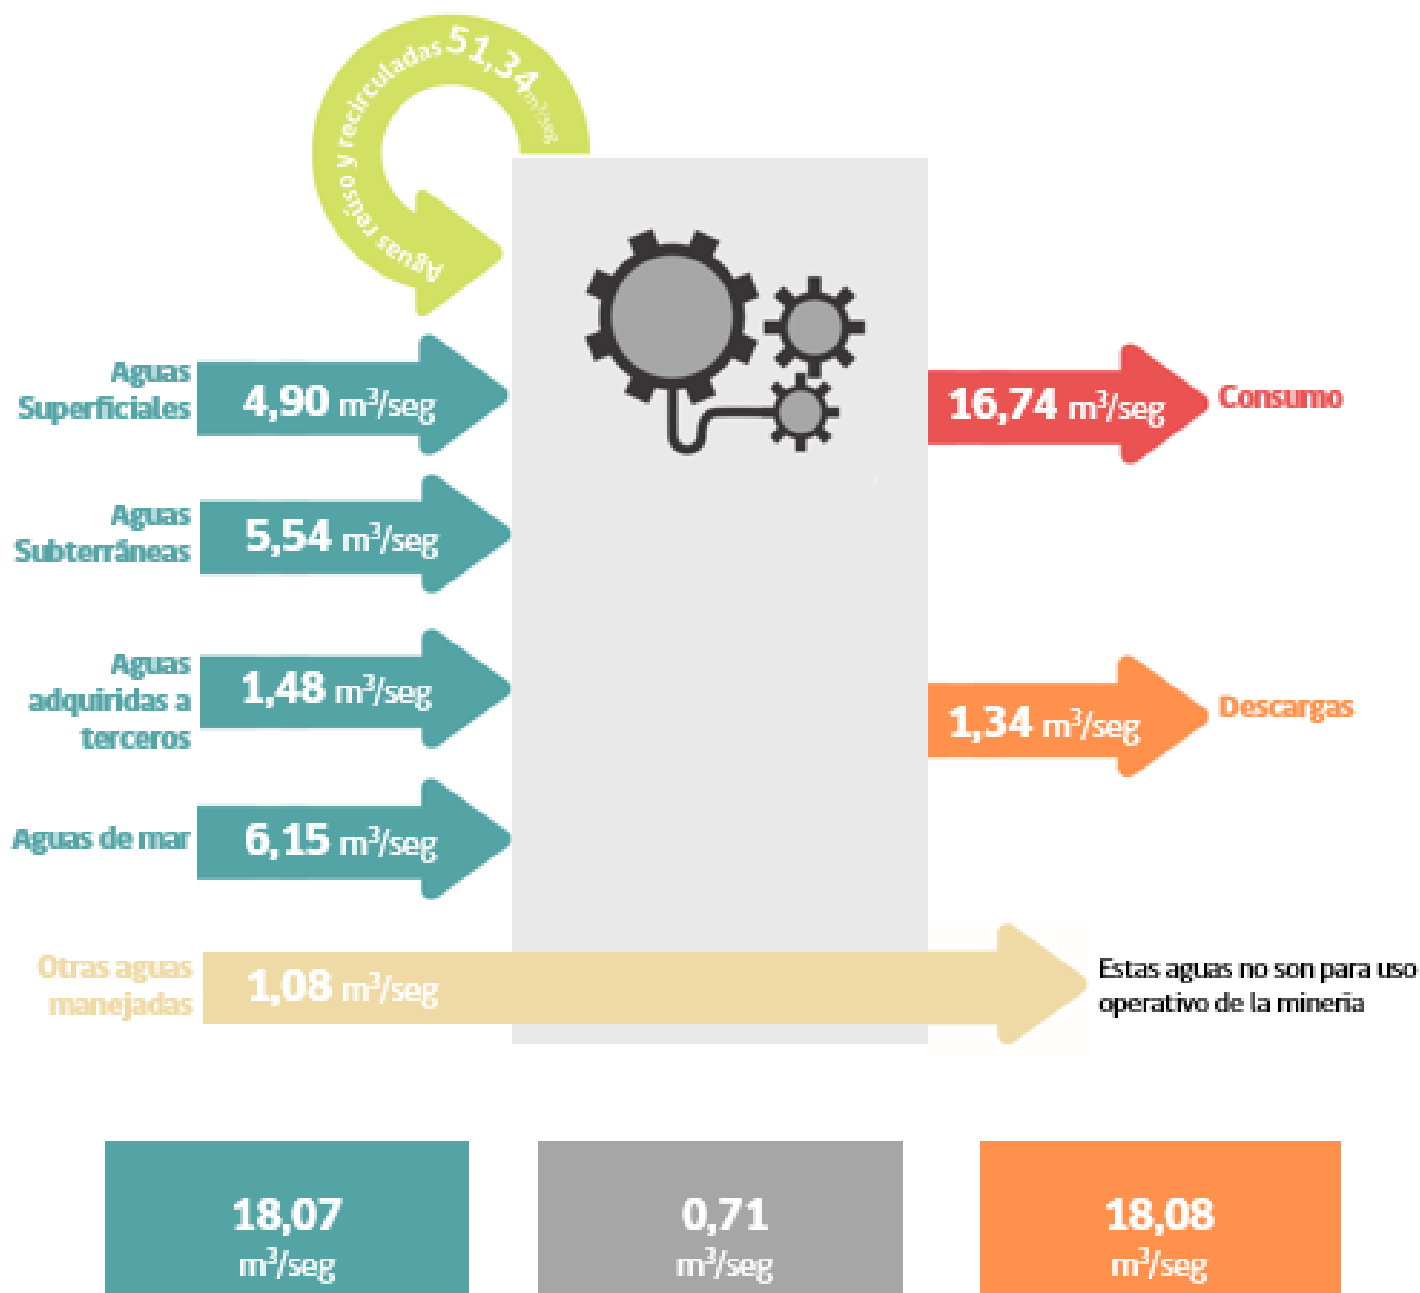 Aguas reúso y recirculadas 51,34 m³/seg
Aguas
Superficiales
4,90 m³/seg
16,74 m³/seg
Consumo
Aguas
Subterráneas
5,54 m³/seg
Aguas
adquiridas a
terceros
1,48 m³/seg
1,34 m³/seg
Descargas
Aguas de mar
6,15 m³/seg
Otras aguas
manejadas
1,08 m³/seg
Estas aguas no son para uso
operativo de la minería
18,07
m³/seg
0,71
m³/seg
18,08
m³/seg